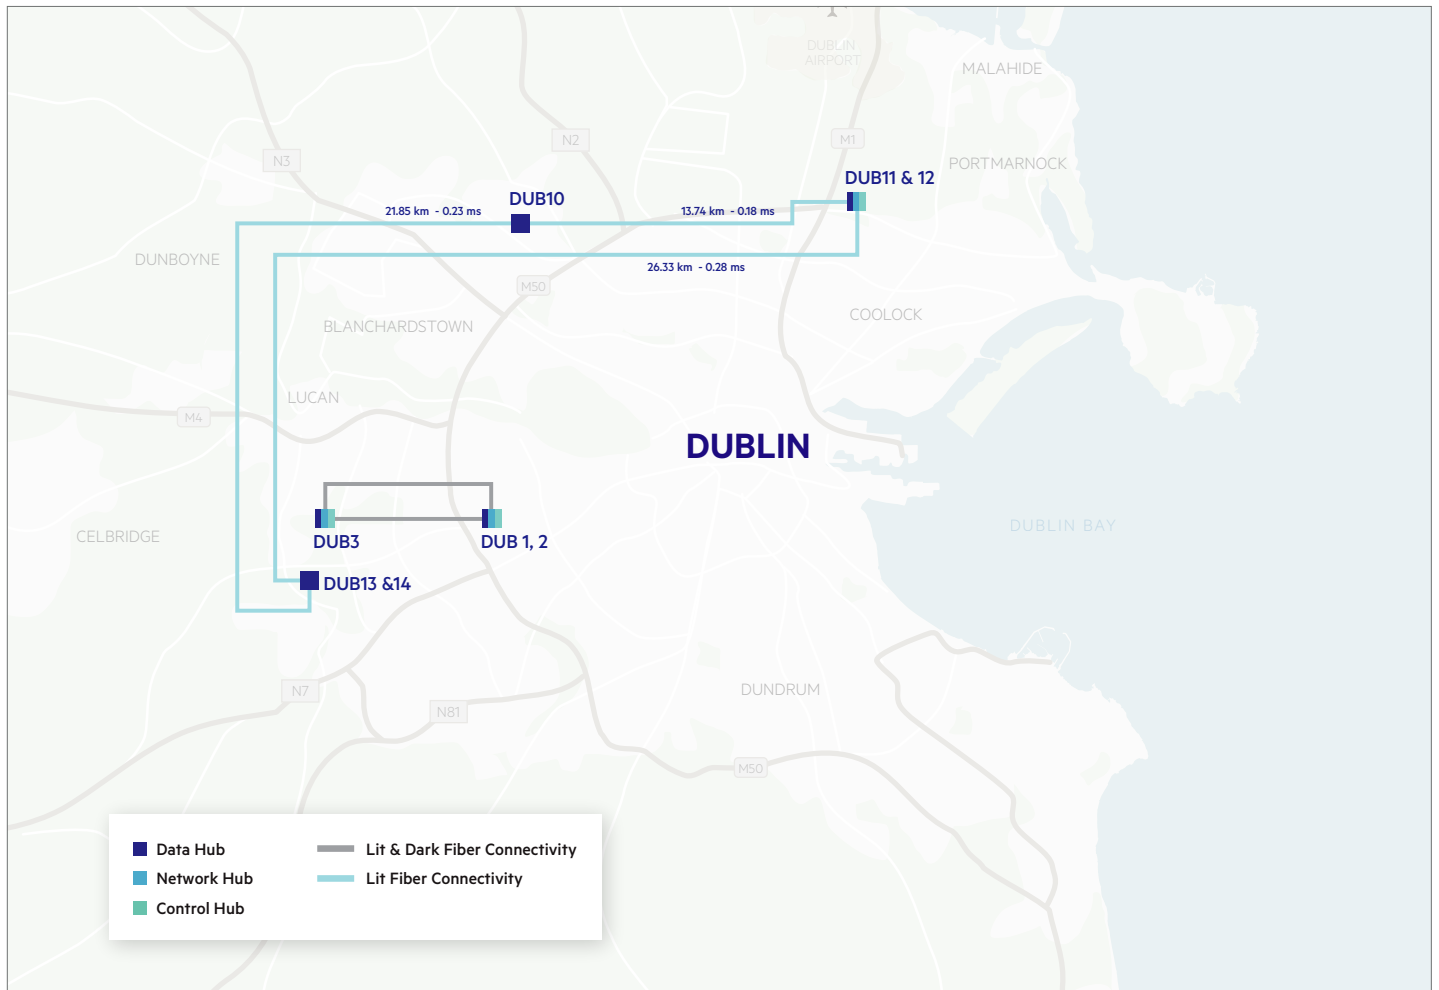 DUBLIN
AIRPORT
MALAHIDE
M1
N2
N3
PORTMARNOCK
DUB11 & 12
DUB10
21.85 km - 0.23 ms
13.74 km - 0.18 ms
DUNBOYNE
26.33 km - 0.28 ms
M50
COOLOCK
BLANCHARDSTOWN
LUCAN
M4
DUBLIN
DUBLIN BAY
CELBRIDGE
DUB3
DUB 1, 2
DUB13 &14
N7
DUNDRUM
N81
M50
Data Hub
Network Hub
Control Hub
Lit & Dark Fiber Connectivity
Lit Fiber Connectivity